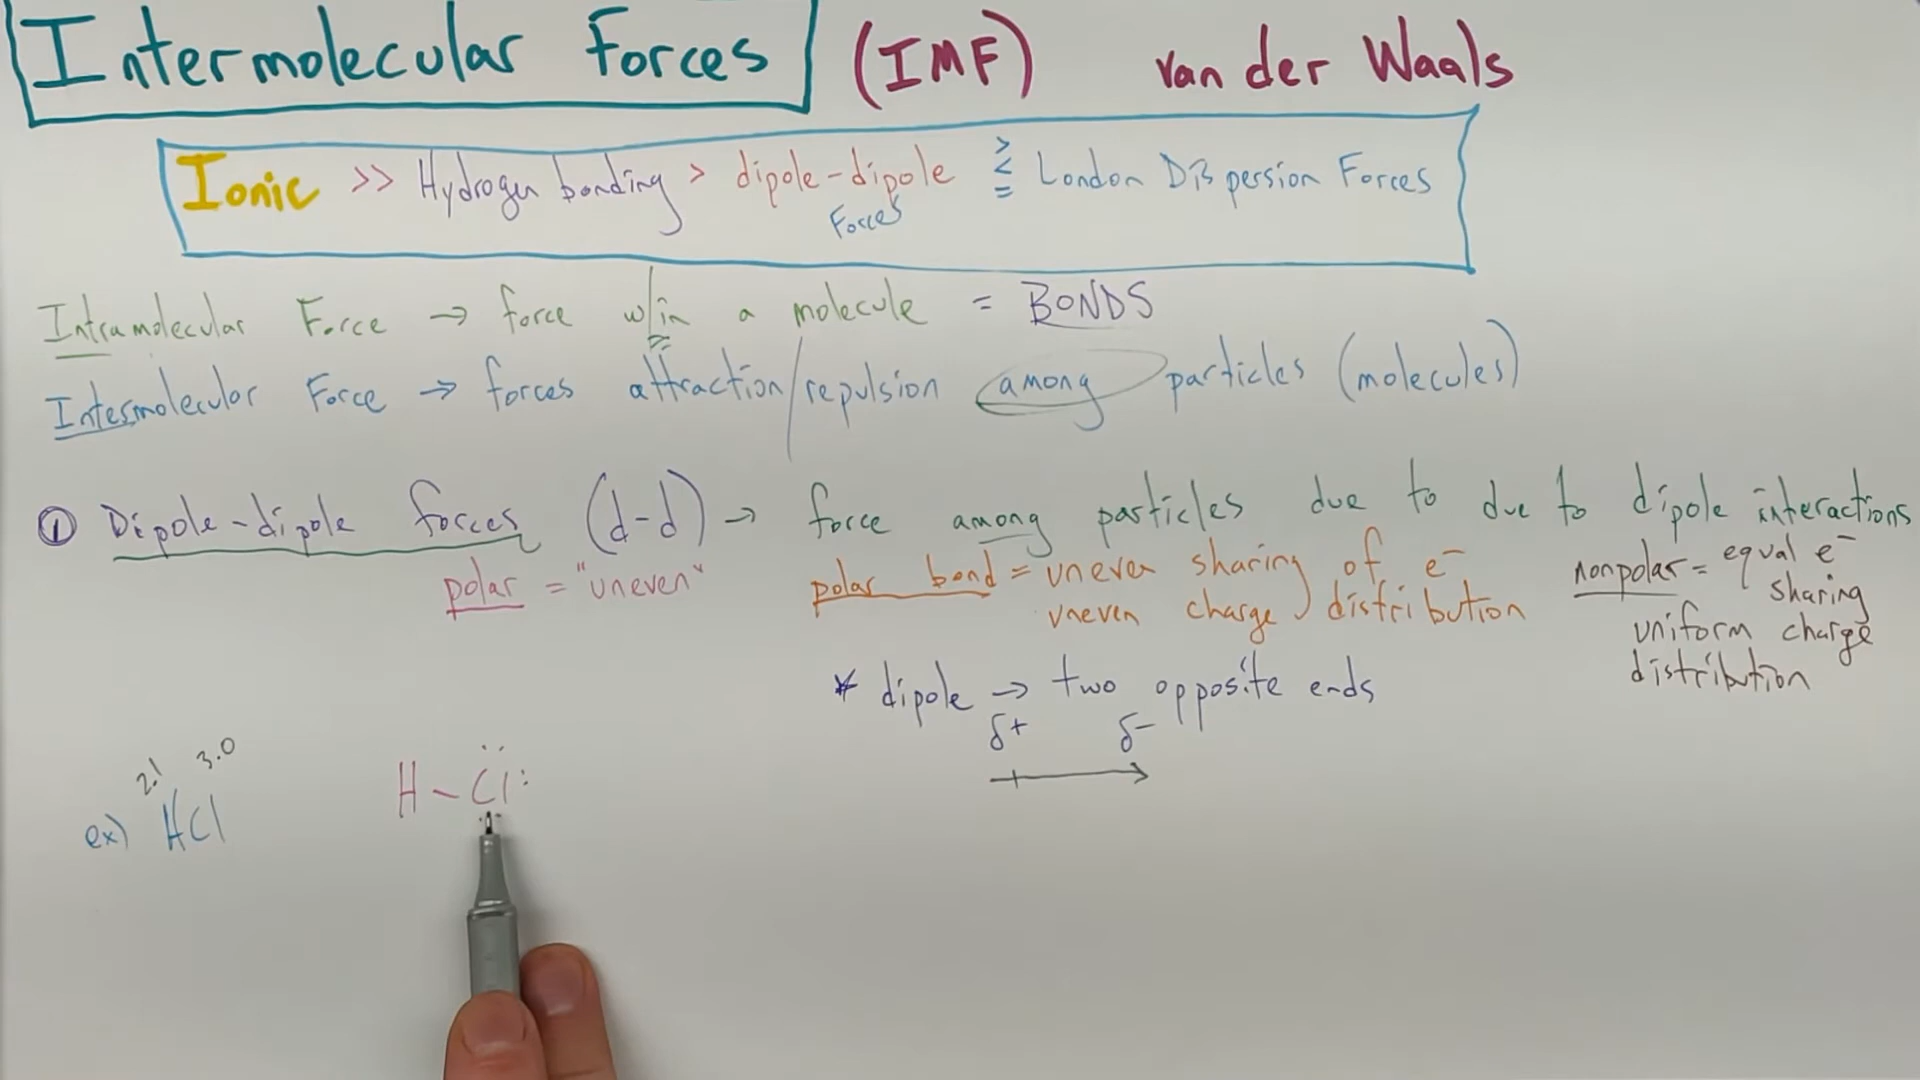 Intermolecular Forces (IMF) van der Waals
Ionic >> Hydrogen bonding > dipole-dipole > < = London Dispersion Forces
Forces
Intramolecular Force → force w/in a molecule = BONDS
Intermolecular Force → forces attraction/repulsion among particles (molecules)
① Dipole-dipole forces (d-d) → force among particles due to due to dipole interactions
polar = "uneven"
polar bond = uneven sharing of e⁻
uneven charge distribution
nonpolar = equal e⁻
sharing
uniform charge
distribution
* dipole → two opposite ends
δ+ δ-
2.1 3.0
ex) HCl
H - Cl